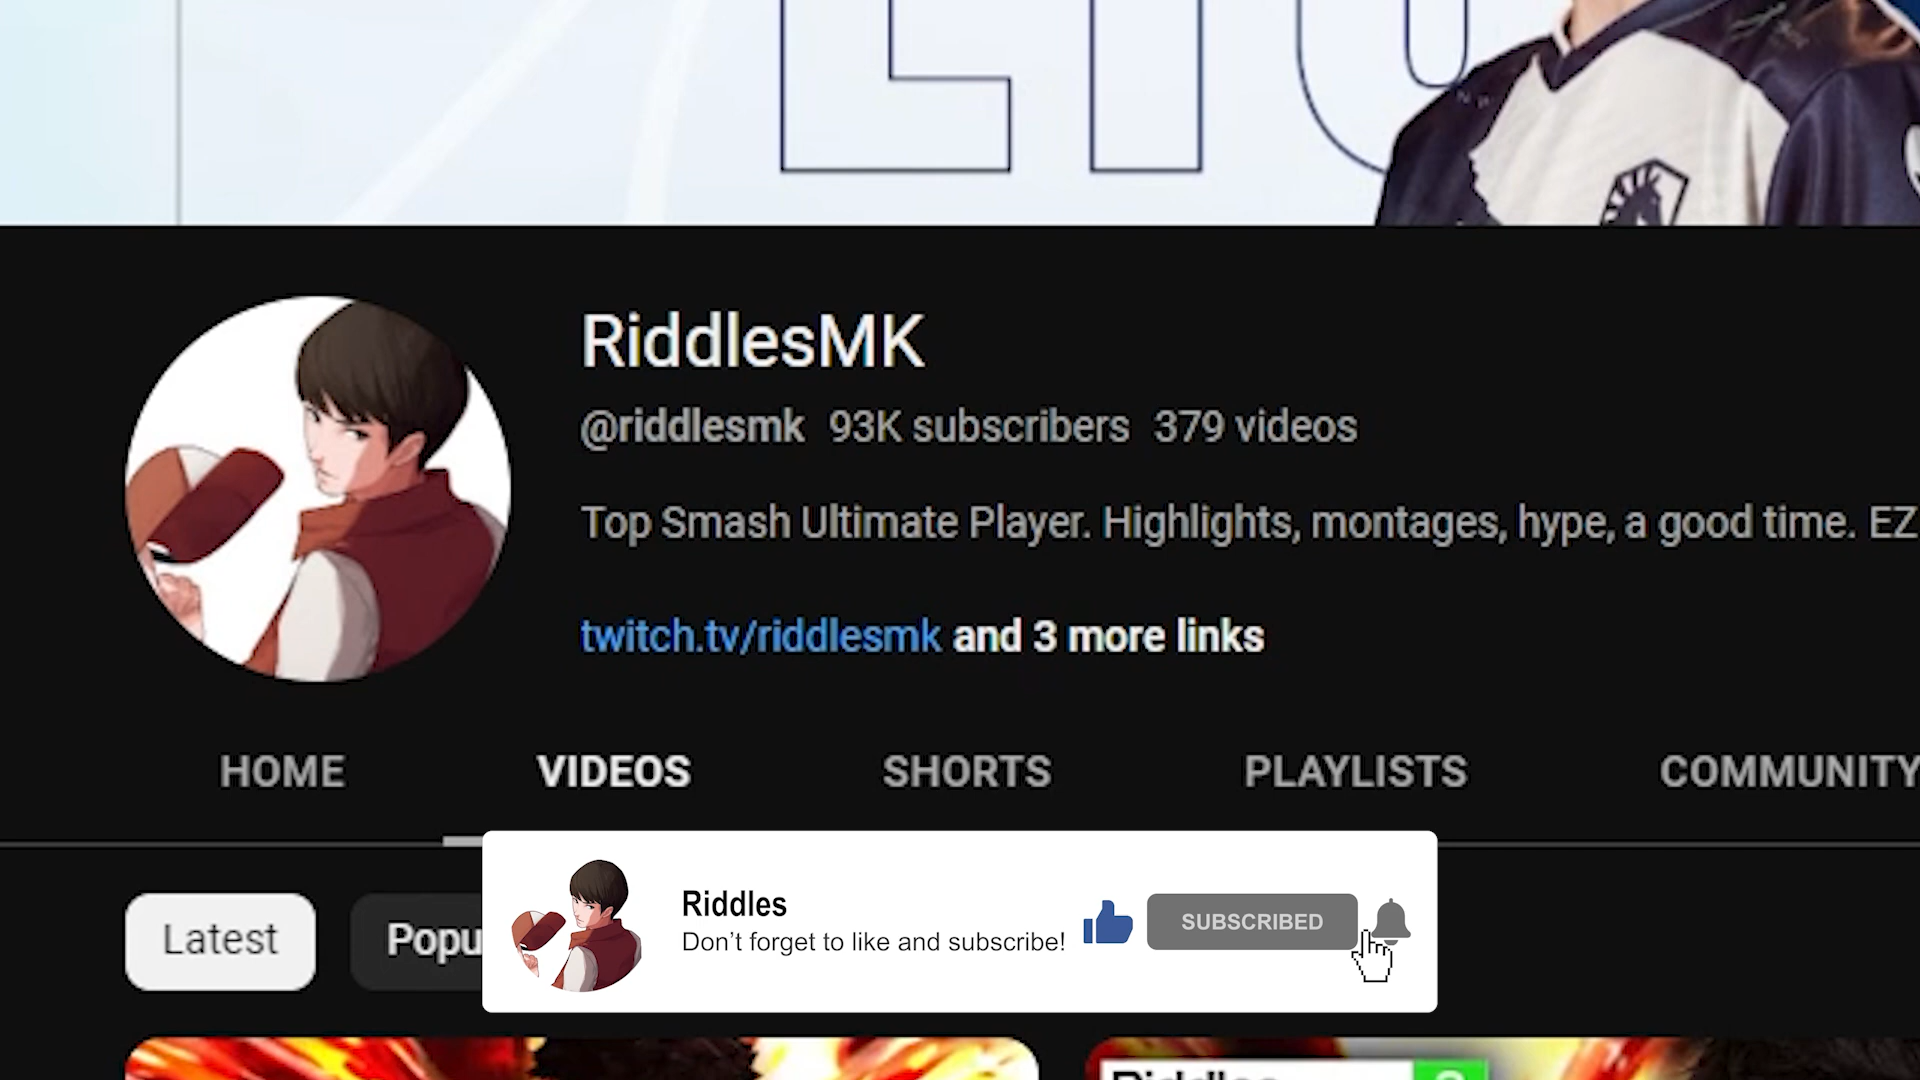 RiddlesMK
@riddlesmk 93K subscribers 379 videos
Top Smash Ultimate Player. Highlights, montages, hype, a good time. EZ
twitch.tv/riddlesmk and 3 more links
HOME VIDEOS SHORTS PLAYLISTS COMMUNITY
Latest Popu
Riddles
Don't forget to like and subscribe!
SUBSCRIBED
Riddles